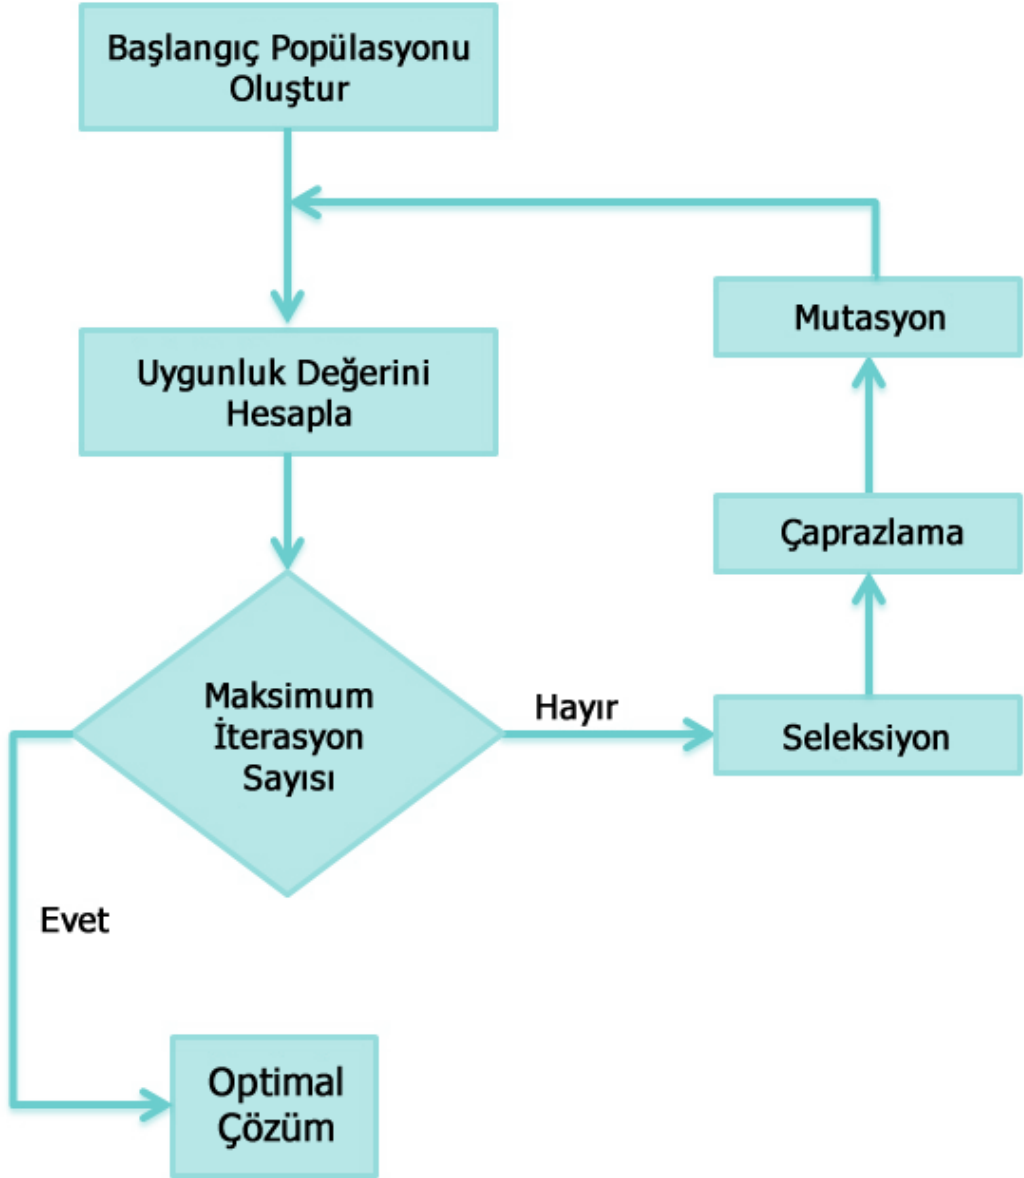 Başlangıç Popülasyonu
Oluştur
Uygunluk Değerini
Hesapla
Maksimum
İterasyon
Sayısı
Hayır
Seleksiyon
Çaprazlama
Mutasyon
Evet
Optimal
Çözüm